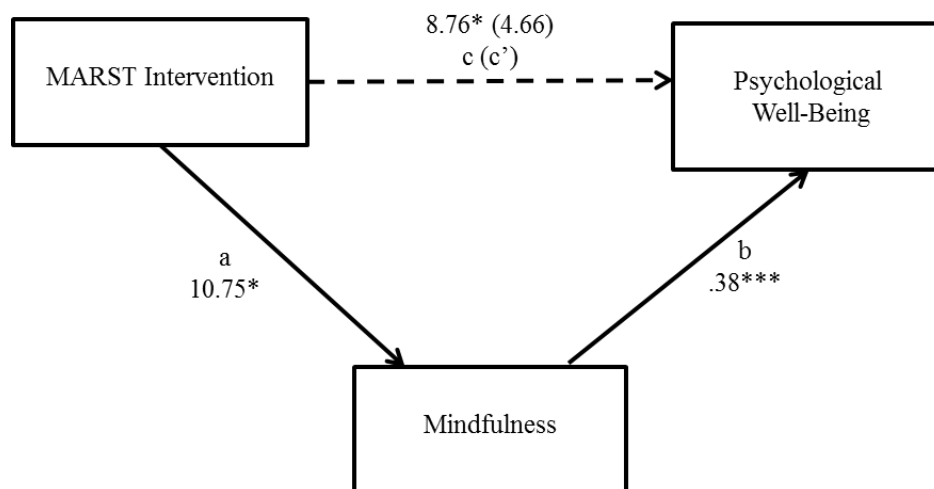 8.76* (4.66)
c (c’)
MARST Intervention
Psychological
Well-Being
a
10.75*
b
.38***
Mindfulness